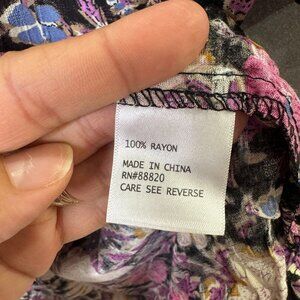 100% RAYON
MADE IN CHINA
RN#88820
CARE SEE REVERSE